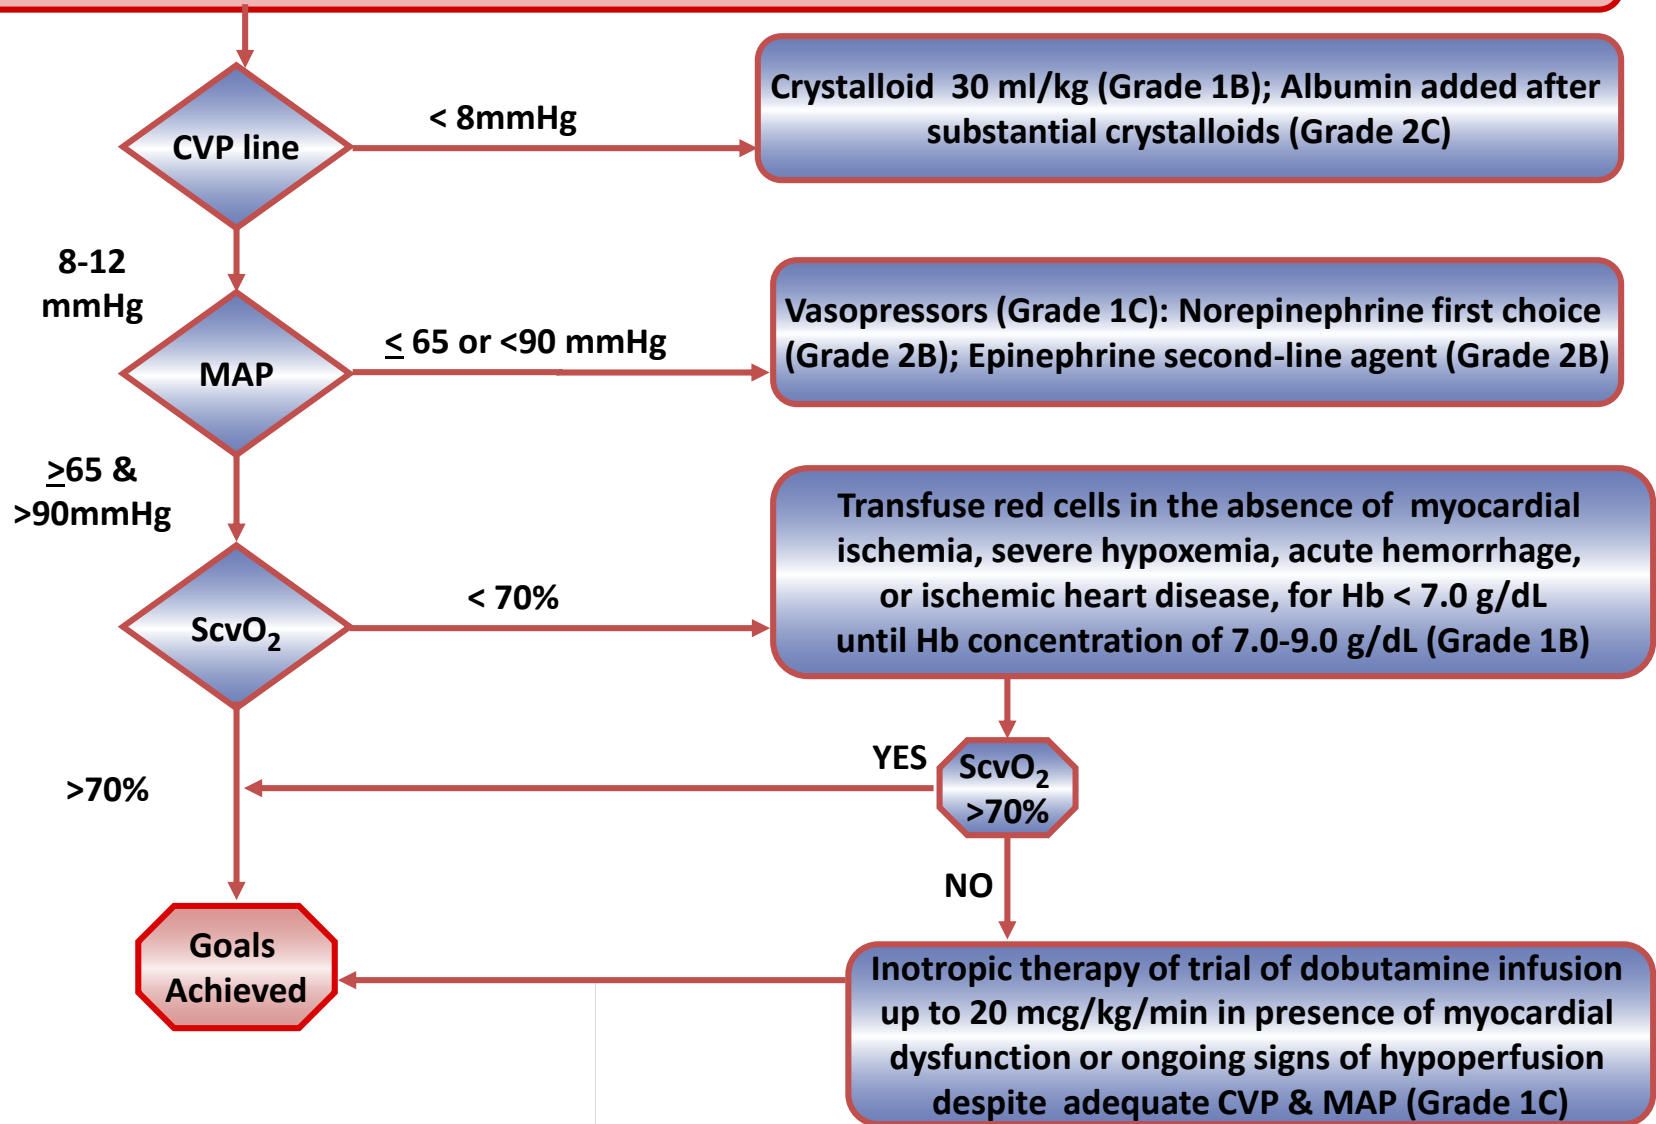 CVP line
< 8mmHg
Crystalloid  30 ml/kg (Grade 1B); Albumin added after
substantial crystalloids (Grade 2C)
8-12
mmHg
MAP
≤ 65 or <90 mmHg
Vasopressors (Grade 1C): Norepinephrine first choice
(Grade 2B); Epinephrine second-line agent (Grade 2B)
≥65 &
>90mmHg
ScvO₂
< 70%
Transfuse red cells in the absence of  myocardial
ischemia, severe hypoxemia, acute hemorrhage,
or ischemic heart disease, for Hb < 7.0 g/dL
until Hb concentration of 7.0-9.0 g/dL (Grade 1B)
>70%
YES
ScvO₂
>70%
NO
Goals
Achieved
Inotropic therapy of trial of dobutamine infusion
up to 20 mcg/kg/min in presence of myocardial
dysfunction or ongoing signs of hypoperfusion
despite  adequate CVP & MAP (Grade 1C)